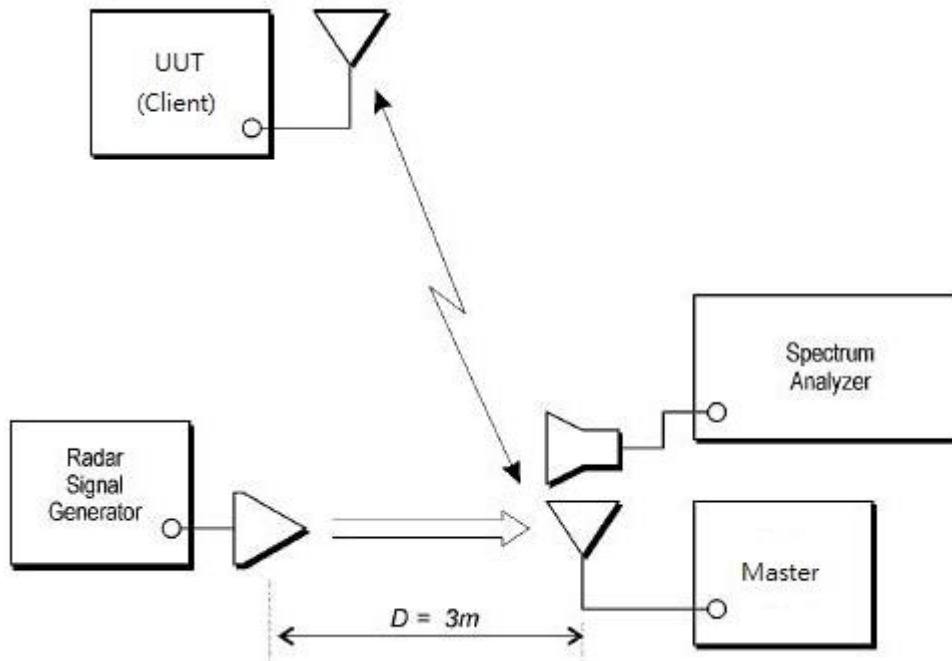 UUT
(Client)
Spectrum
Analyzer
Radar
Signal
Generator
Master
D = 3m